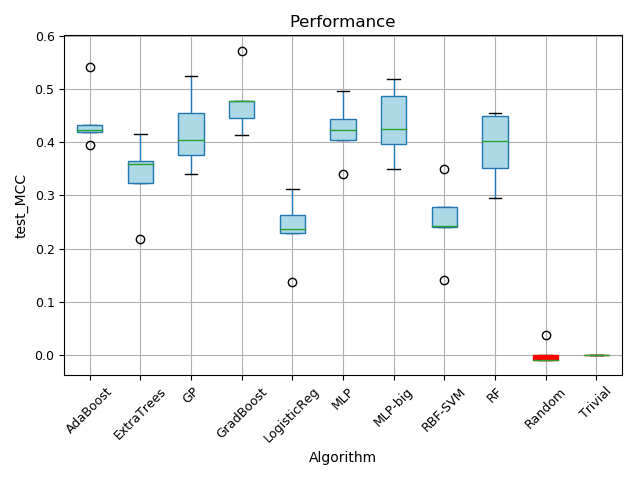 Performance
0.6
0.5
0.4
0.3
0.2
0.1
0.0
test_MCC
AdaBoost
ExtraTrees
GP
GradBoost
LogisticReg
MLP
MLP-big
RBF-SVM
RF
Random
Trivial
Algorithm